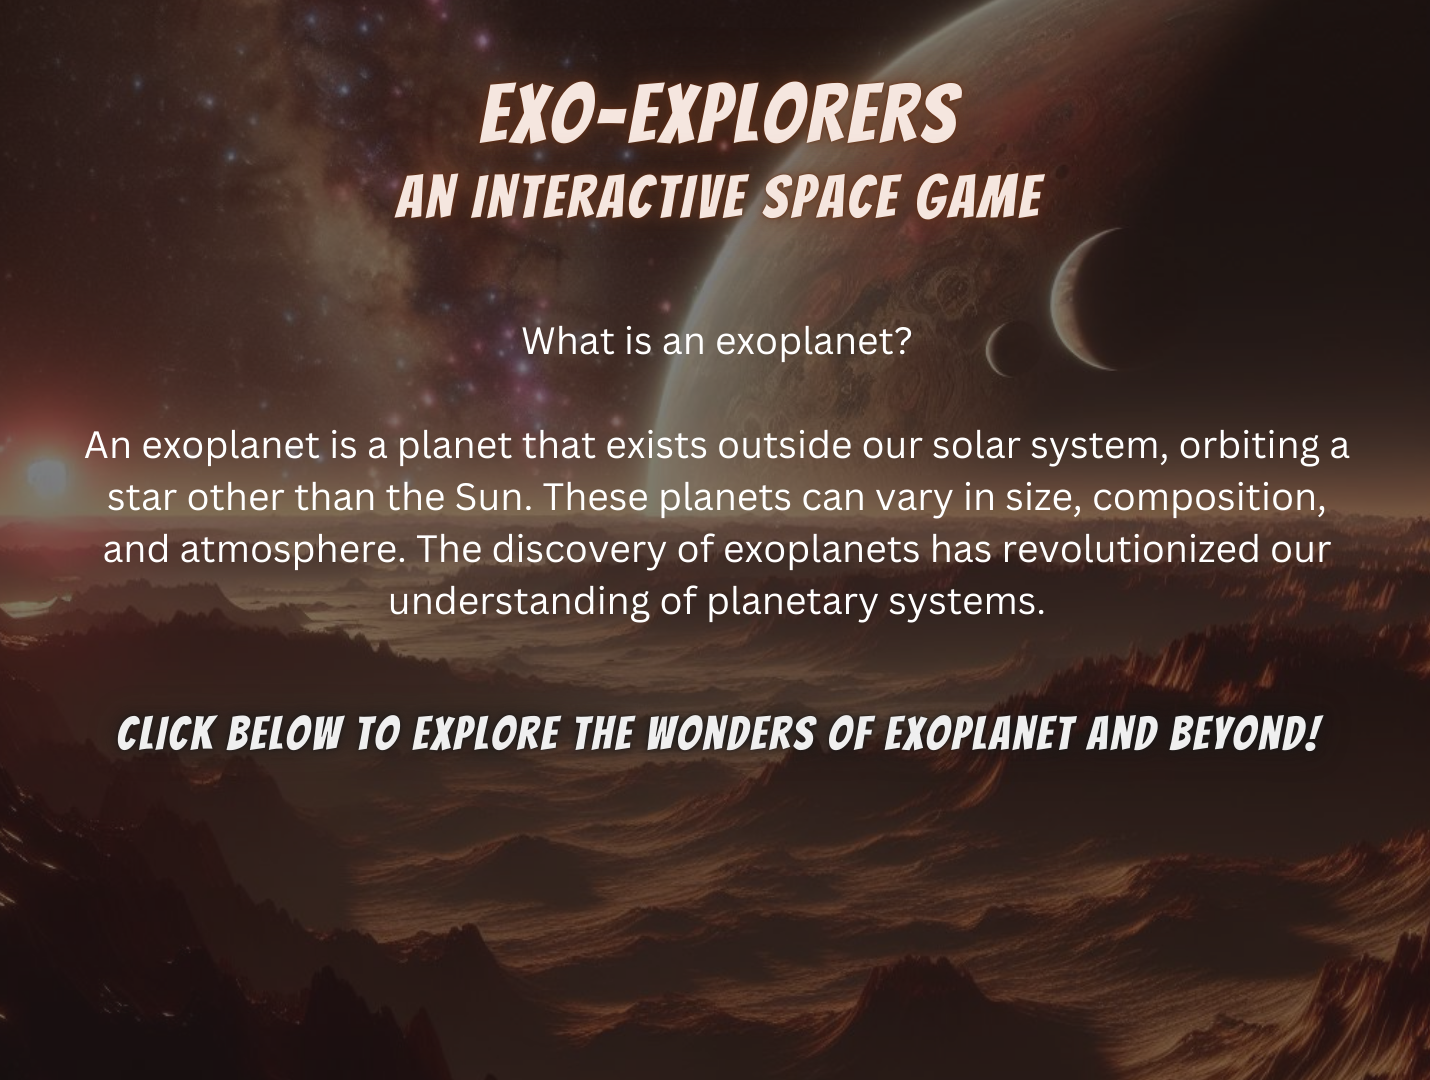 EXO-EXPLORERS
AN INTERACTIVE SPACE GAME
What is an exoplanet?
An exoplanet is a planet that exists outside our solar system, orbiting a
star other than the Sun. These planets can vary in size, composition,
and atmosphere. The discovery of exoplanets has revolutionized our
understanding of planetary systems.
CLICK BELOW TO EXPLORE THE WONDERS OF EXOPLANET AND BEYOND!